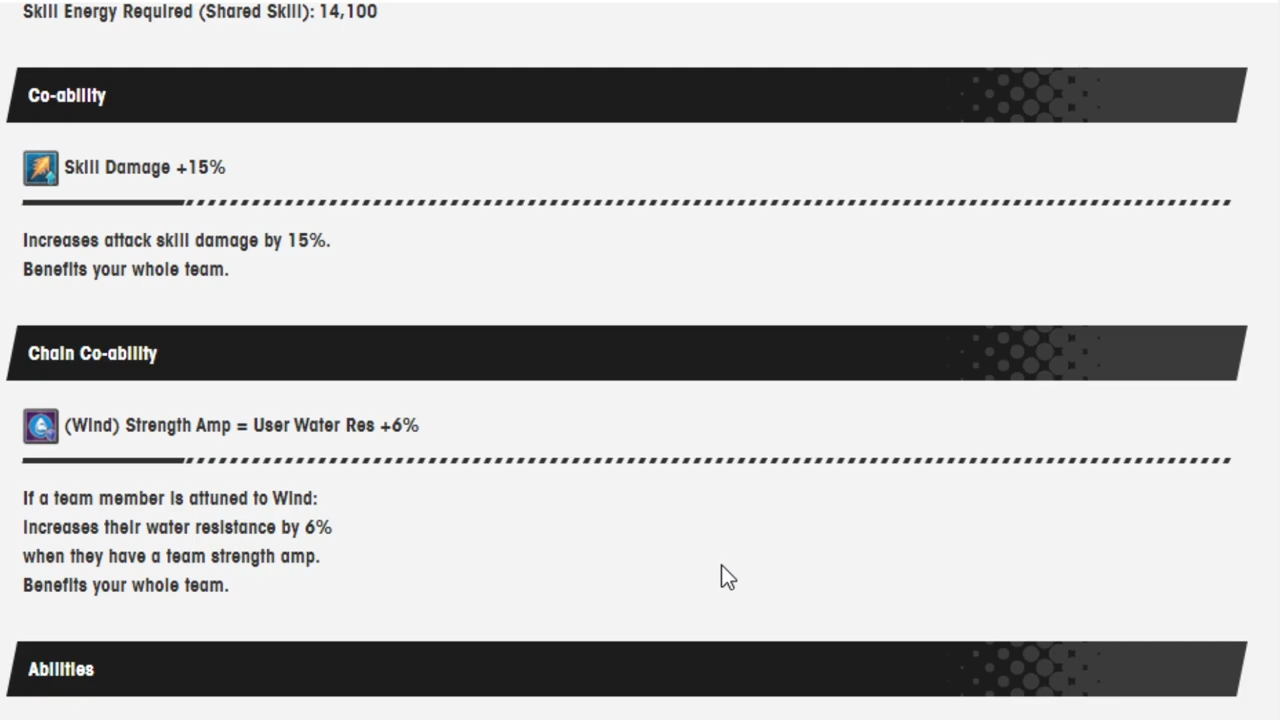 Skill Energy Required (Shared Skill): 14,100
Co-ability
Skill Damage +15%
Increases attack skill damage by 15%.
Benefits your whole team.
Chain Co-ability
(Wind) Strength Amp = User Water Res +6%
If a team member is attuned to Wind:
Increases their water resistance by 6%
when they have a team strength amp.
Benefits your whole team.
Abilities